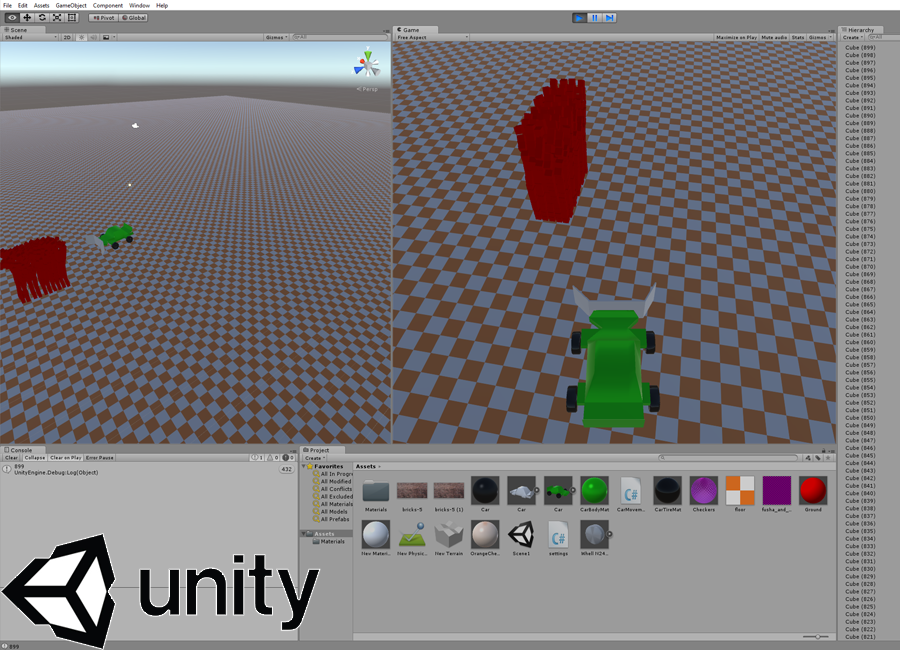 File Edit Assets GameObject Component Window Help
Pivot Global
Scene
Shaded 2D Gizmos All
Persp
Game
Free Aspect Maximize on Play Mute audio Stats Gizmos
Hierarchy
Create All
Cube (899)
Cube (898)
Cube (897)
Cube (896)
Cube (895)
Cube (894)
Cube (893)
Cube (892)
Cube (891)
Cube (890)
Cube (889)
Cube (888)
Cube (887)
Cube (886)
Cube (885)
Cube (884)
Cube (883)
Cube (882)
Cube (881)
Cube (880)
Cube (879)
Cube (878)
Cube (877)
Cube (876)
Cube (875)
Cube (874)
Cube (873)
Cube (872)
Cube (871)
Cube (870)
Cube (869)
Cube (868)
Cube (867)
Cube (866)
Cube (865)
Cube (864)
Cube (863)
Cube (862)
Cube (861)
Cube (860)
Cube (859)
Cube (858)
Cube (857)
Cube (856)
Cube (855)
Cube (854)
Cube (853)
Cube (852)
Cube (851)
Cube (850)
Cube (849)
Cube (848)
Cube (847)
Cube (846)
Cube (845)
Cube (844)
Cube (843)
Cube (842)
Cube (841)
Cube (840)
Cube (839)
Cube (838)
Cube (837)
Cube (836)
Cube (835)
Cube (834)
Cube (833)
Cube (832)
Cube (831)
Cube (830)
Cube (829)
Cube (828)
Cube (827)
Cube (826)
Cube (825)
Cube (824)
Cube (823)
Cube (822)
Cube (821)
Console
Clear Collapse Clear on Play Error Pause 1 0 0
899
UnityEngine.Debug:Log(Object)
432
Project
Create
Favorites
All In Progre
All Modified
All Conflicts
All Excluded
All Materials
All Models
All Prefabs
Assets
Materials
Assets
Materials bricks-5 bricks-5 (1) Car Car Car CarBodyMat CarMovem... CarTireMat Checkers floor fusha_and_... Ground
C#
New Materi... New Physic... New Terrain OrangeChe... Scene1 settings Mhall N24...
C#
unity
899